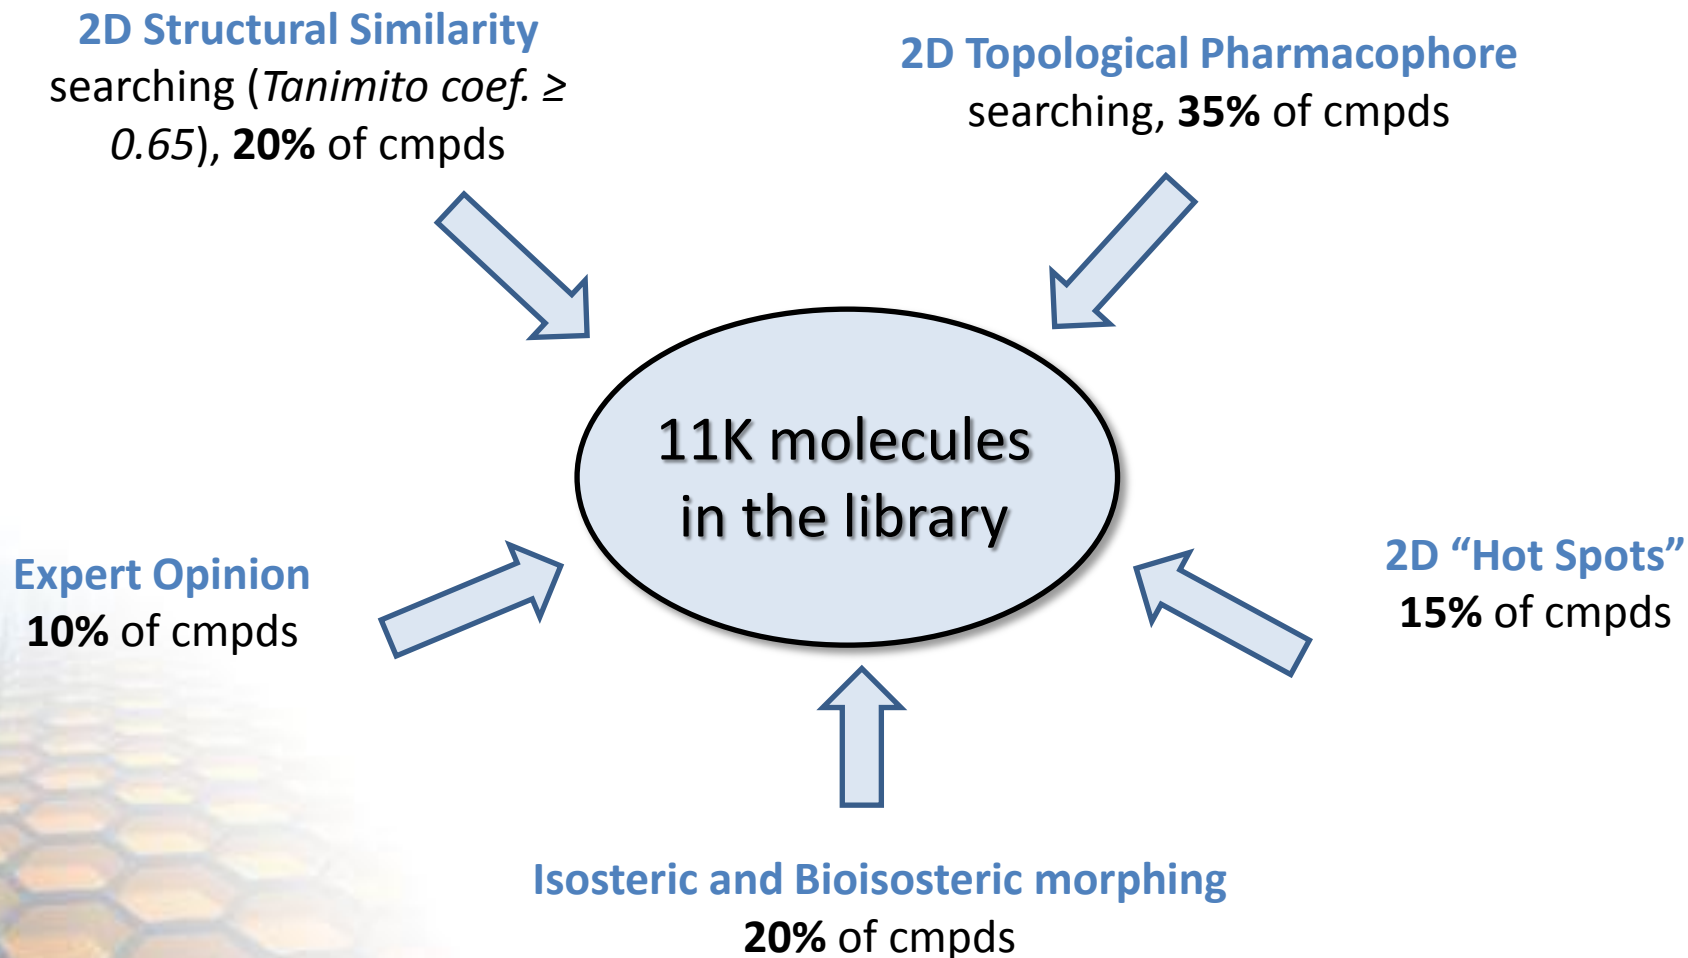 2D Structural Similarity
searching (Tanimito coef. ≥
0.65), 20% of cmpds
2D Topological Pharmacophore
searching, 35% of cmpds
11K molecules
in the library
Expert Opinion
10% of cmpds
2D “Hot Spots”
15% of cmpds
Isosteric and Bioisosteric morphing
20% of cmpds